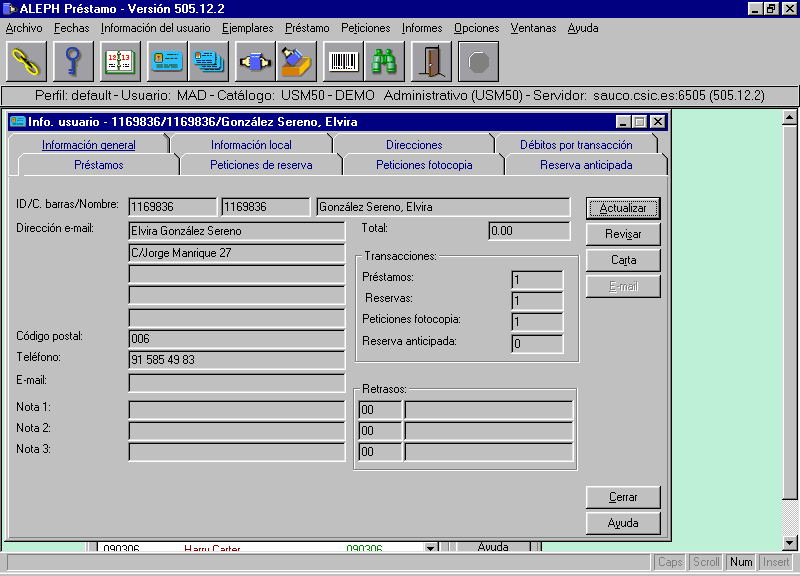 ALEPH Préstamo - Versión 505.12.2
Archivo Fechas Información del usuario Ejemplares Préstamo Peticiones Informes Opciones Ventanas Ayuda
Perfil: default - Usuario: MAD - Catálogo: USM50 - DEMO Administrativo (USM50) - Servidor: sauco.csic.es:6505 (505.12.2)
Info. usuario - 1169836/1169836/González Sereno, Elvira
Información general Información local Direcciones Débitos por transacción
Préstamos Peticiones de reserva Peticiones fotocopia Reserva anticipada
ID/C. barras/Nombre: 1169836 1169836 González Sereno, Elvira Actualizar
Dirección e-mail: Elvira González Sereno Total: 0.00 Revisar
C/Jorge Manrique 27 Transacciones: Carta
Préstamos: 1 E-mail
Reservas: 1
Peticiones fotocopia: 1
Código postal: 006 Reserva anticipada: 0
Teléfono: 91 585 49 83
E-mail: Retrasos:
Nota 1: 00
Nota 2: 00
Nota 3: 00
Cerrar
Ayuda
090306 Harry Carter 090306 Ayuda
Caps Scroll Num Insert